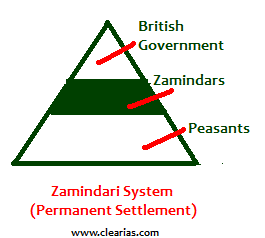 British
Government
Zamindars
Peasants
Zamindari System
(Permanent Settlement)
www.clearias.com